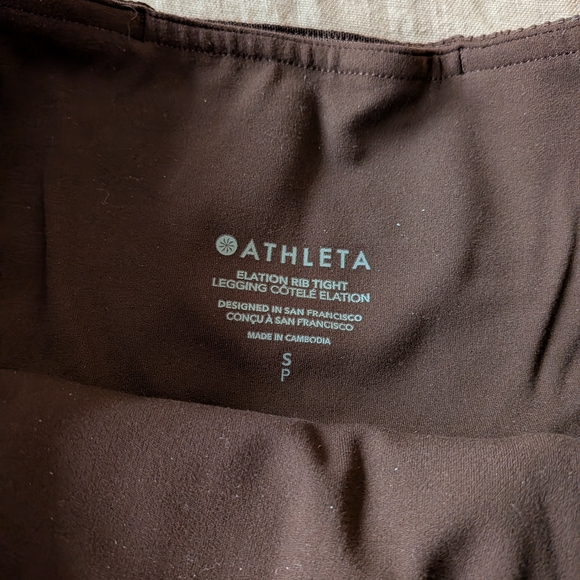 ATHLETA
ELATION RIB TIGHT
LEGGING CÔTELÉ ELATION
DESIGNED IN SAN FRANCISCO
CONÇU À SAN FRANCISCO
MADE IN CAMBODIA
S
P